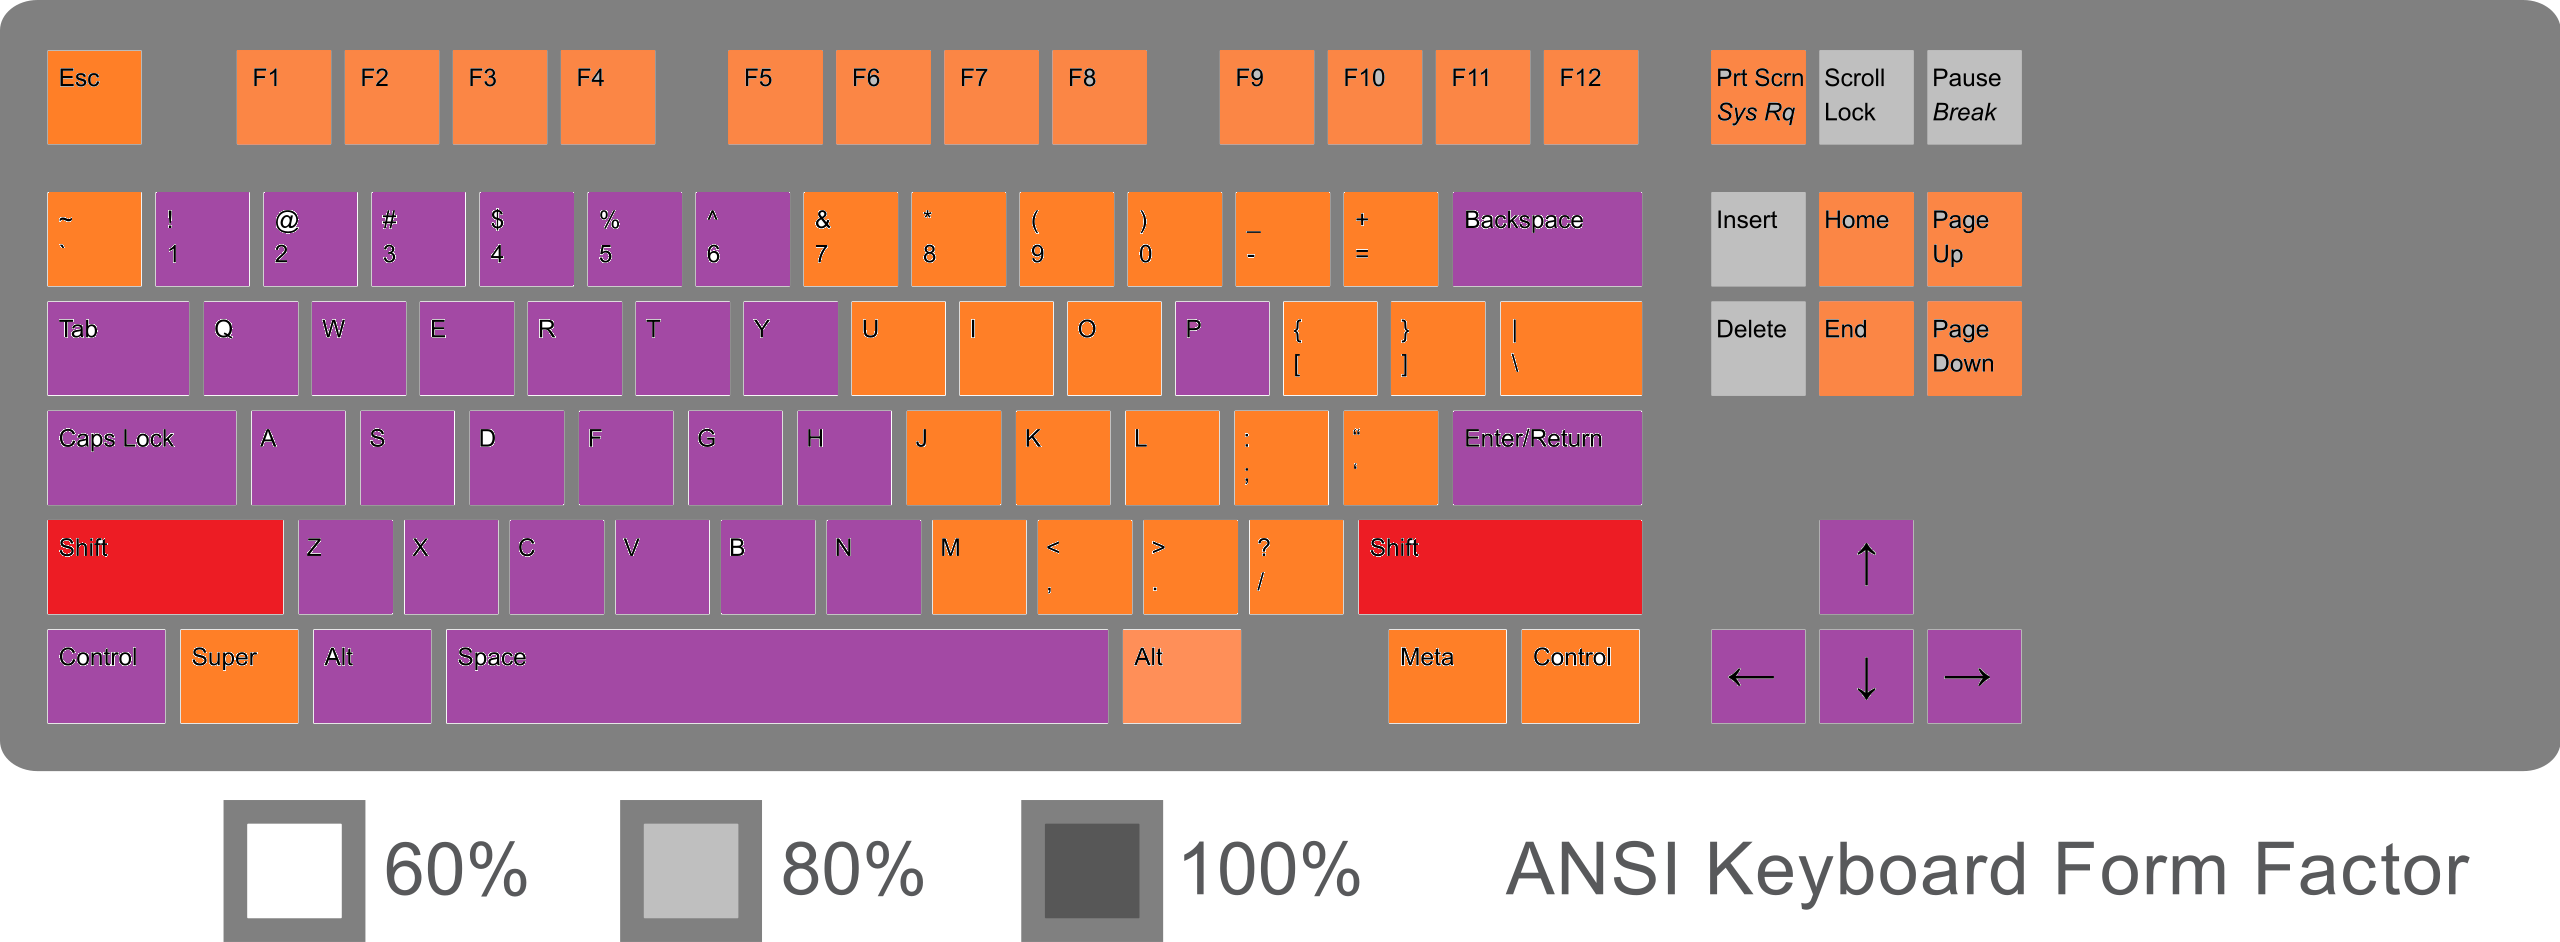 Esc F1 F2 F3 F4 F5 F6 F7 F8 F9 F10 F11 F12 Prt Scrn Scroll Pause
Sys Rq Lock Break
~ ! @ # $ % ^ & * ( ) _ + Backspace Insert Home Page
` 1 2 3 4 5 6 7 8 9 0 - = Up
Tab Q W E R T Y U I O P { } | Delete End Page
[ ] \ Down
Caps Lock A S D F G H J K L : “ Enter/Return
; ‘
Shift Z X C V B N M < > ? Shift ↑
, . /
Control Super Alt Space Alt Meta Control ← ↓ →
60% 80% 100% ANSI Keyboard Form Factor